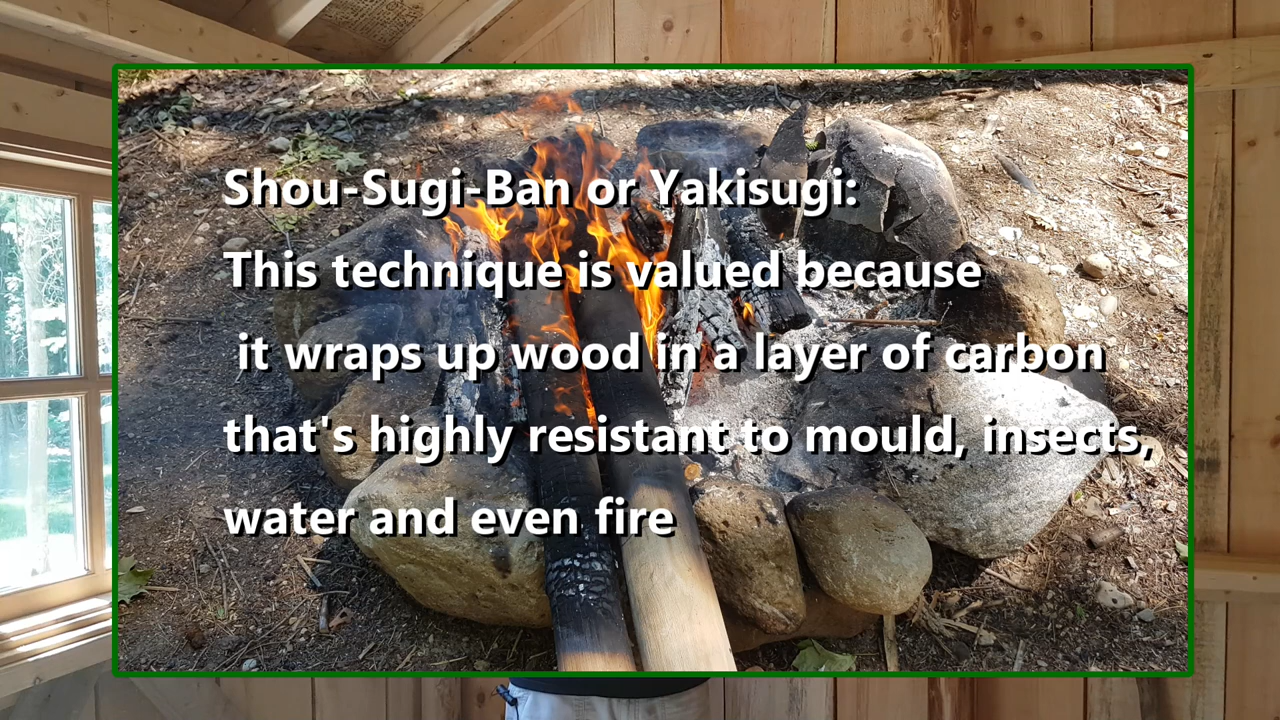 Shou-Sugi-Ban or Yakisugi:
This technique is valued because
it wraps up wood in a layer of carbon
that's highly resistant to mould, insects,
water and even fire